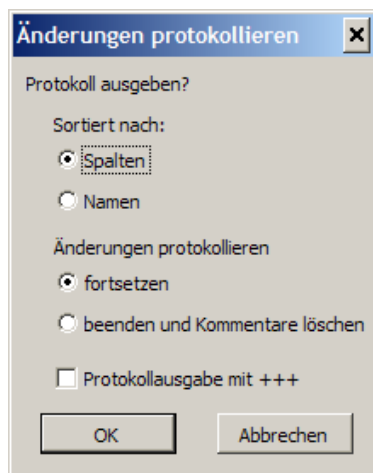 Änderungen protokollieren
Protokoll ausgeben?
Sortiert nach:
Spalten
Namen
Änderungen protokollieren
fortsetzen
beenden und Kommentare löschen
Protokollausgabe mit +++
OK
Abbrechen